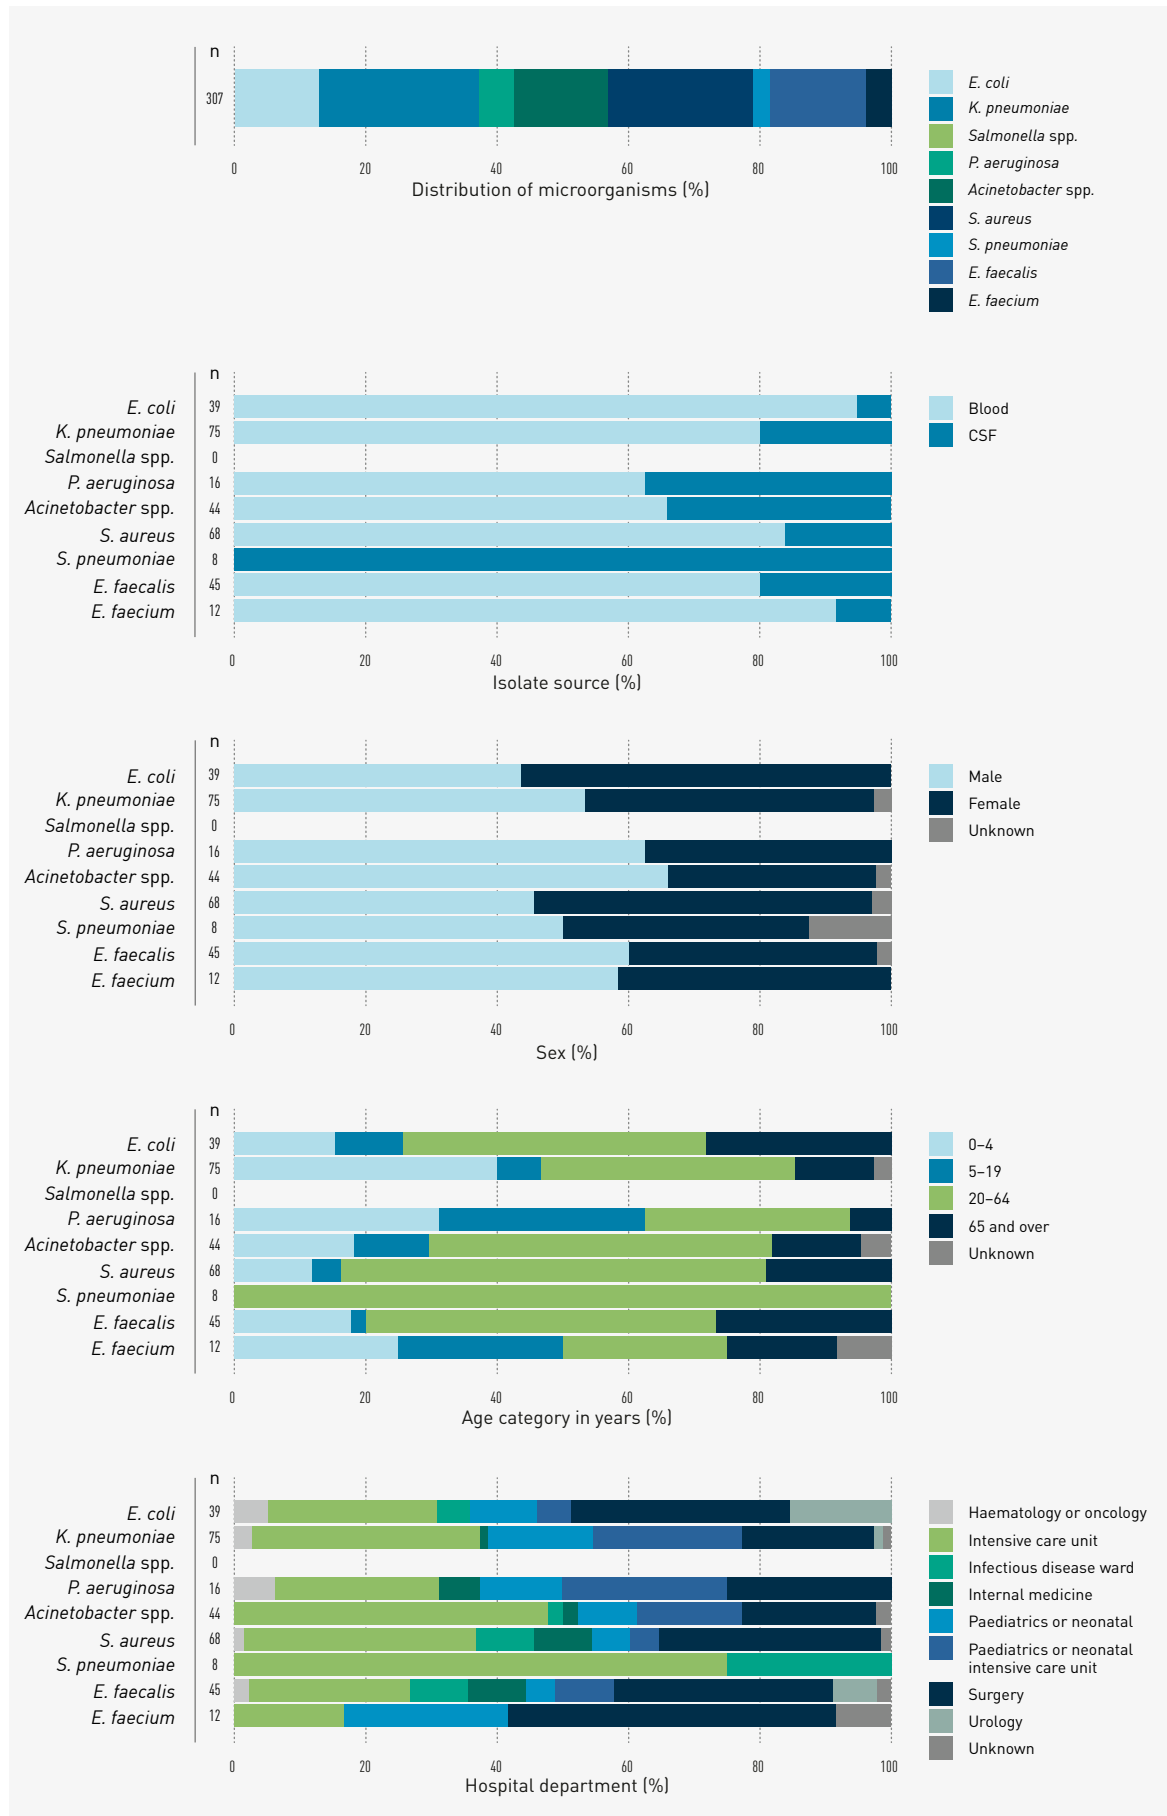 n
307
0 20 40 60 80 100
Distribution of microorganisms (%)
E. coli
K. pneumoniae
Salmonella spp.
P. aeruginosa
Acinetobacter spp.
S. aureus
S. pneumoniae
E. faecalis
E. faecium
n
E. coli 39
K. pneumoniae 75
Salmonella spp. 0
P. aeruginosa 16
Acinetobacter spp. 44
S. aureus 68
S. pneumoniae 8
E. faecalis 45
E. faecium 12
0 20 40 60 80 100
Isolate source (%)
Blood
CSF
n
E. coli 39
K. pneumoniae 75
Salmonella spp. 0
P. aeruginosa 16
Acinetobacter spp. 44
S. aureus 68
S. pneumoniae 8
E. faecalis 45
E. faecium 12
0 20 40 60 80 100
Sex (%)
Male
Female
Unknown
n
E. coli 39
K. pneumoniae 75
Salmonella spp. 0
P. aeruginosa 16
Acinetobacter spp. 44
S. aureus 68
S. pneumoniae 8
E. faecalis 45
E. faecium 12
0 20 40 60 80 100
Age category in years (%)
0–4
5–19
20–64
65 and over
Unknown
n
E. coli 39
K. pneumoniae 75
Salmonella spp. 0
P. aeruginosa 16
Acinetobacter spp. 44
S. aureus 68
S. pneumoniae 8
E. faecalis 45
E. faecium 12
0 20 40 60 80 100
Hospital department (%)
Haematology or oncology
Intensive care unit
Infectious disease ward
Internal medicine
Paediatrics or neonatal
Paediatrics or neonatal
intensive care unit
Surgery
Urology
Unknown